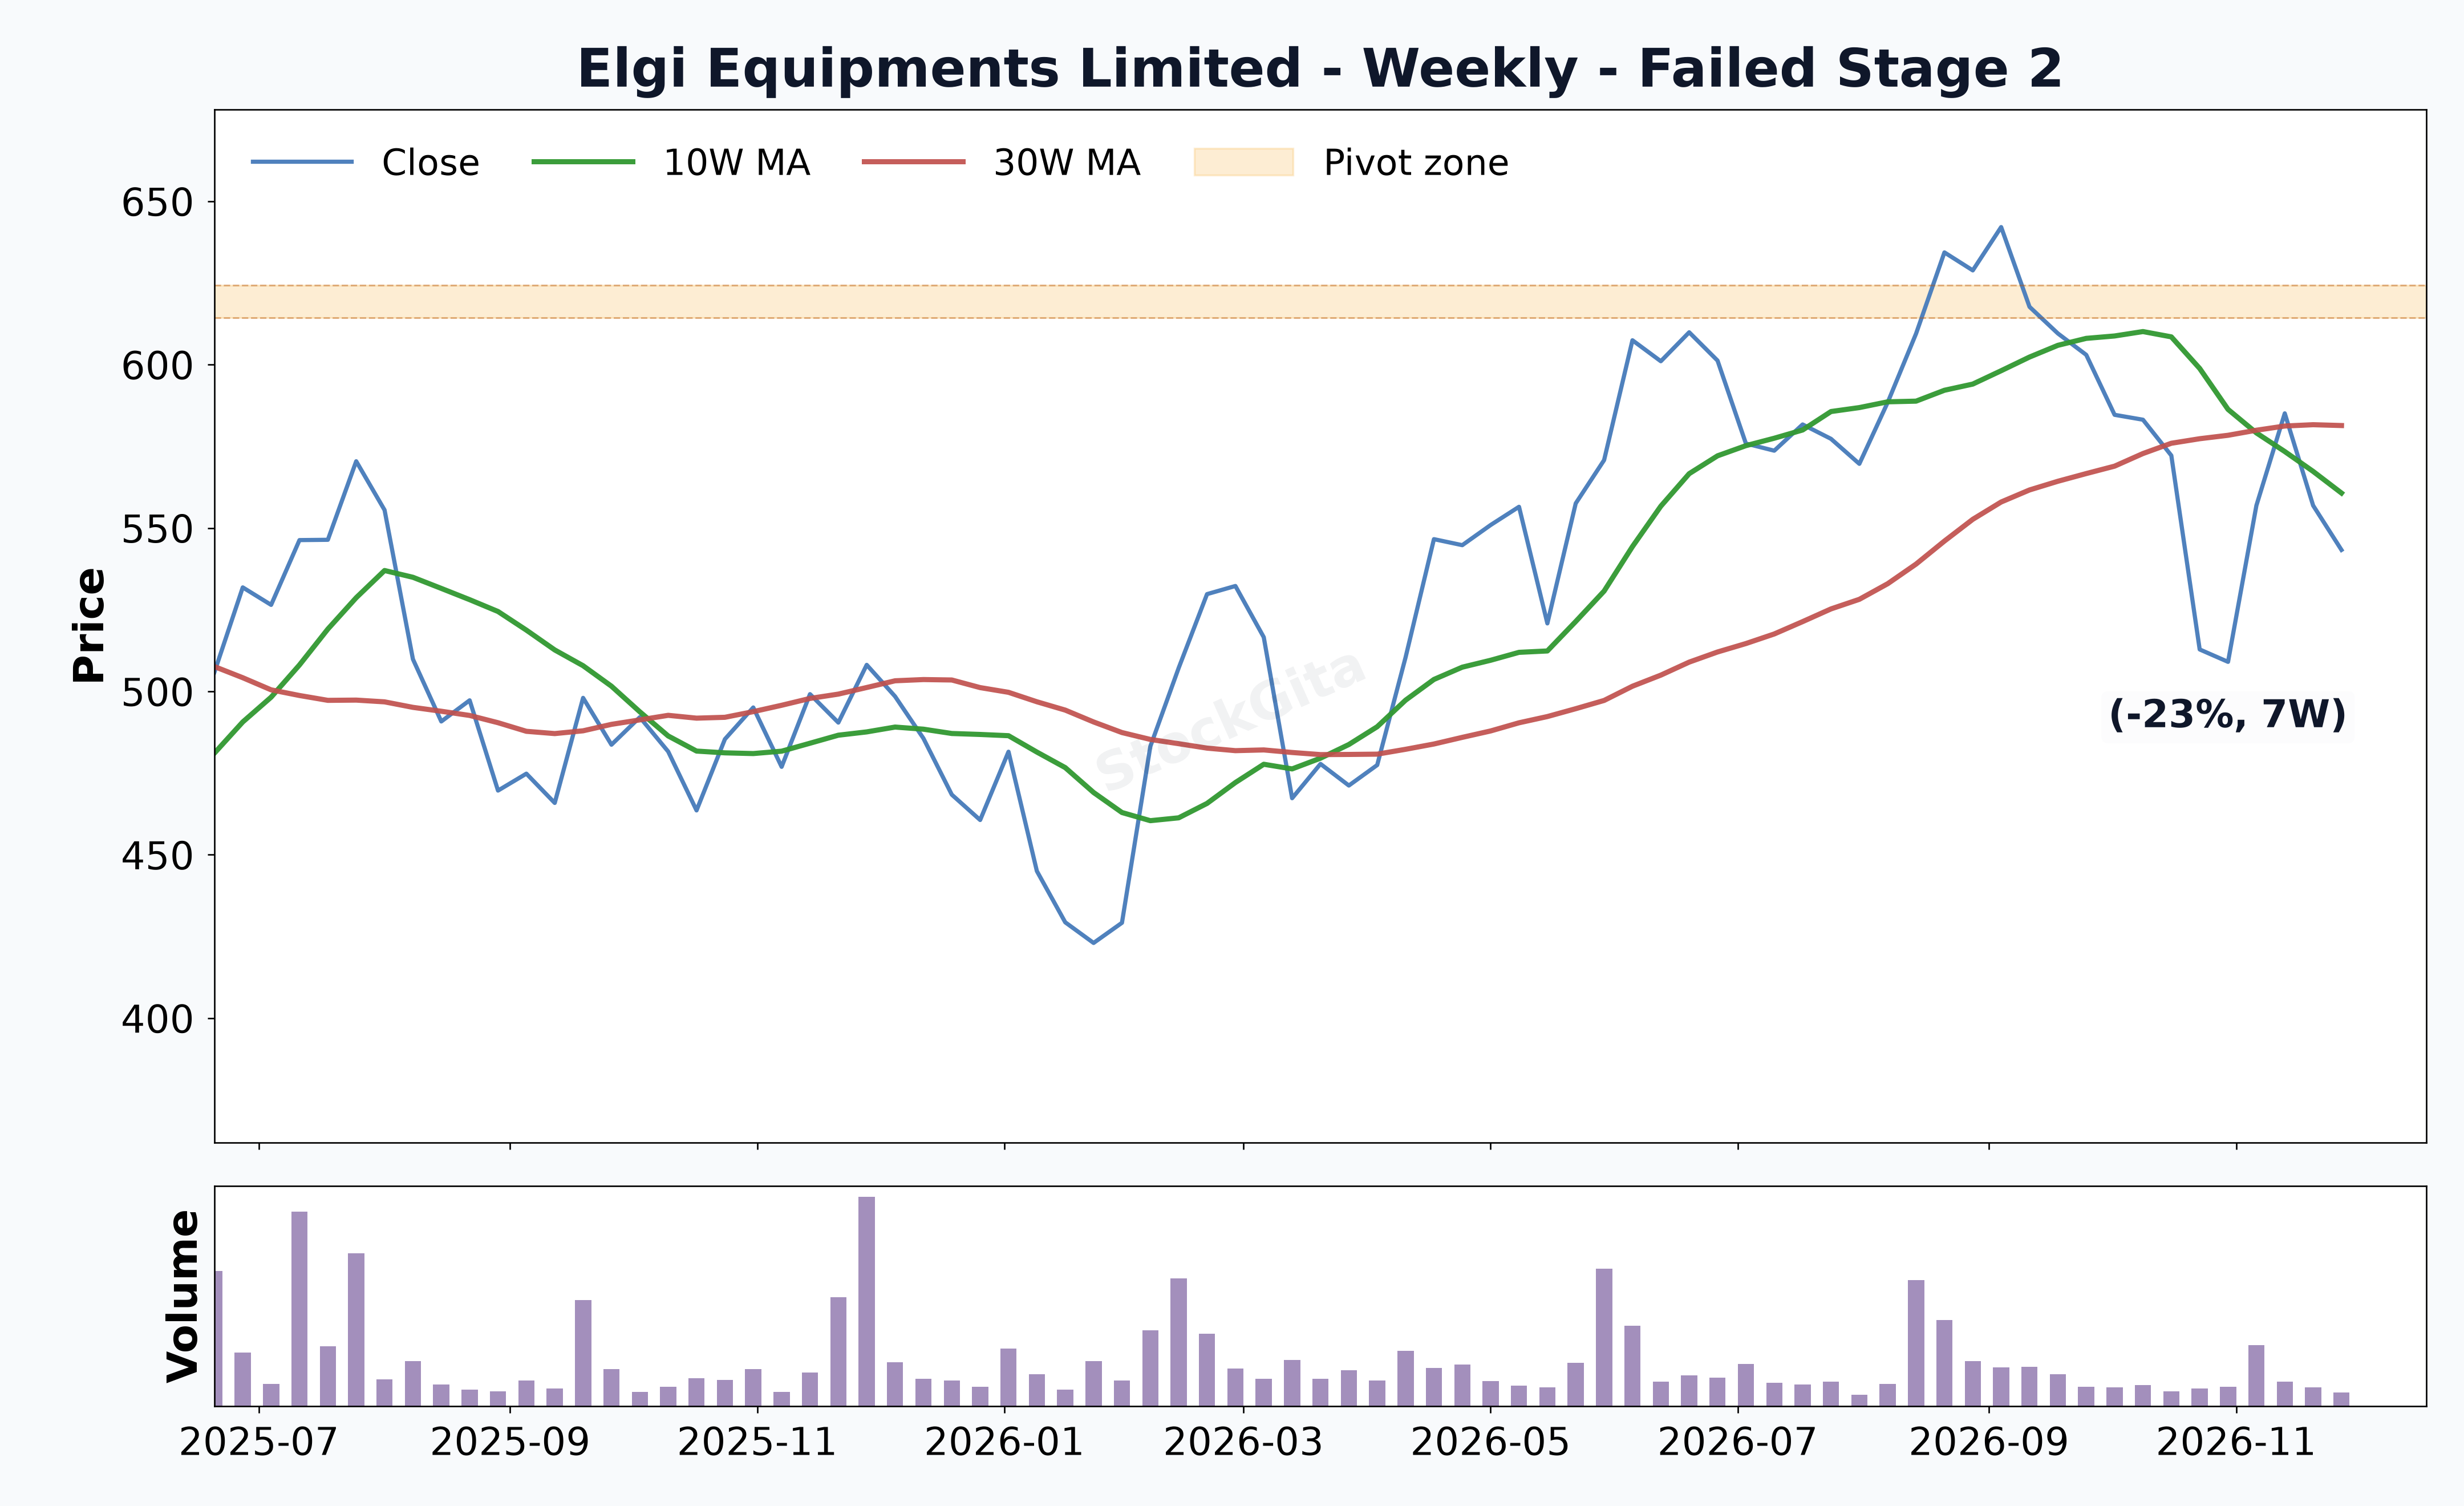 Elgi Equipments Limited - Weekly - Failed Stage 2
Close 10W MA 30W MA Pivot zone
Price
650
600
550
500
450
400
StockGita
(-23%, 7W)
Volume
2025-07 2025-09 2025-11 2026-01 2026-03 2026-05 2026-07 2026-09 2026-11